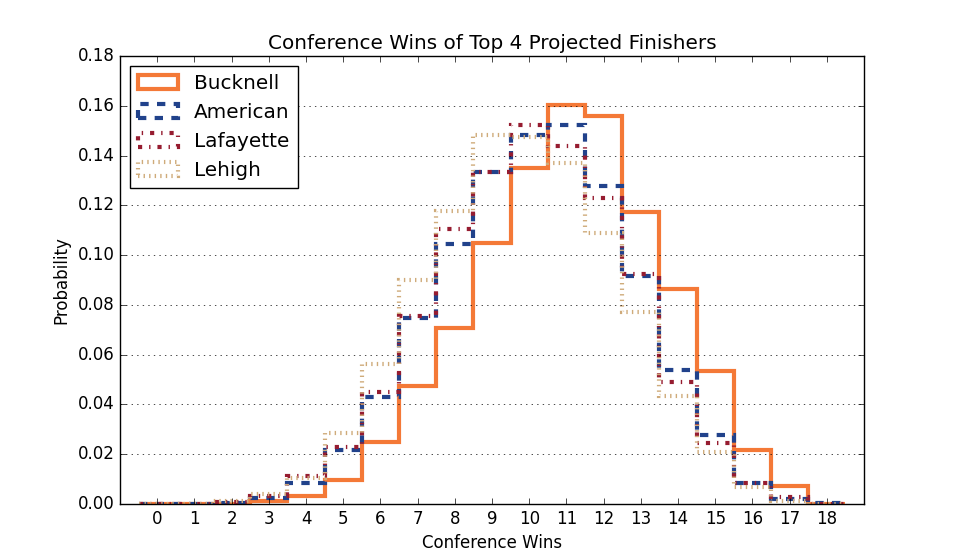 Conference Wins of Top 4 Projected Finishers
0.18
0.16
0.14
0.12
0.10
0.08
0.06
0.04
0.02
0.00
Probability
Bucknell
American
Lafayette
Lehigh
0 1 2 3 4 5 6 7 8 9 10 11 12 13 14 15 16 17 18
Conference Wins